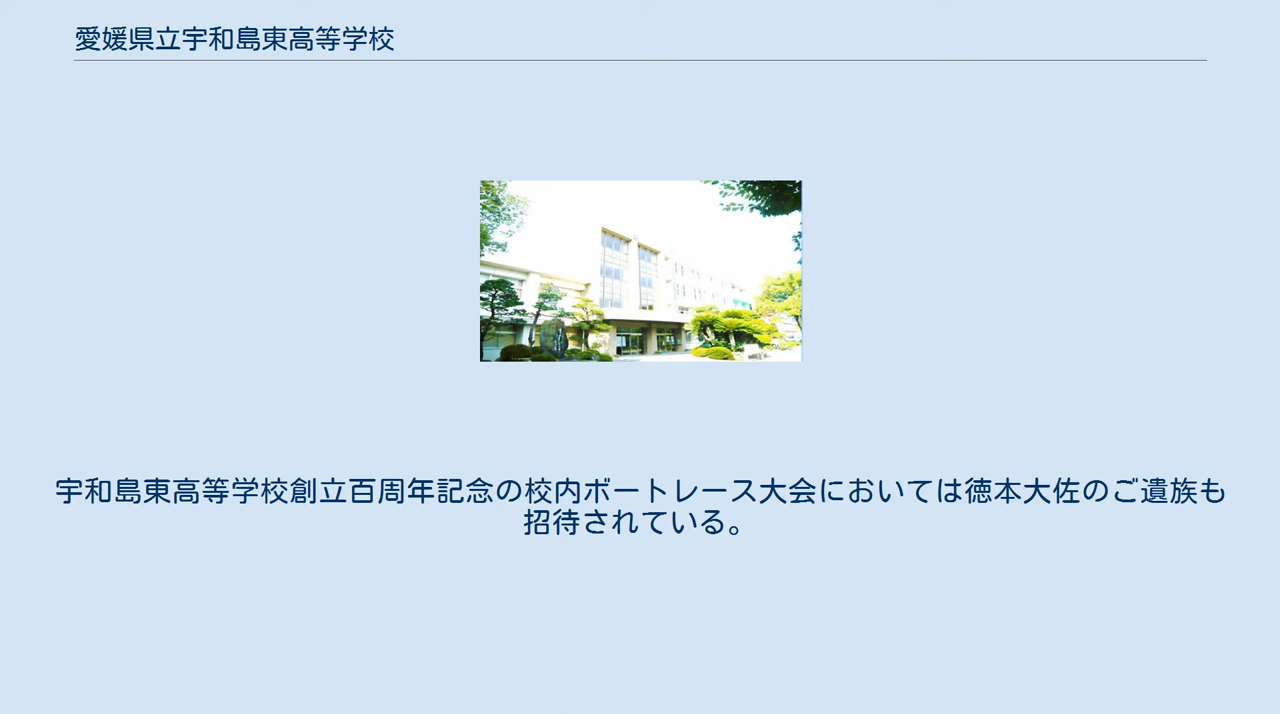 愛媛県立宇和島東高等学校
宇和島東高等学校創立百周年記念の校内ボートレース大会においては徳本大佐のご遺族も
招待されている。